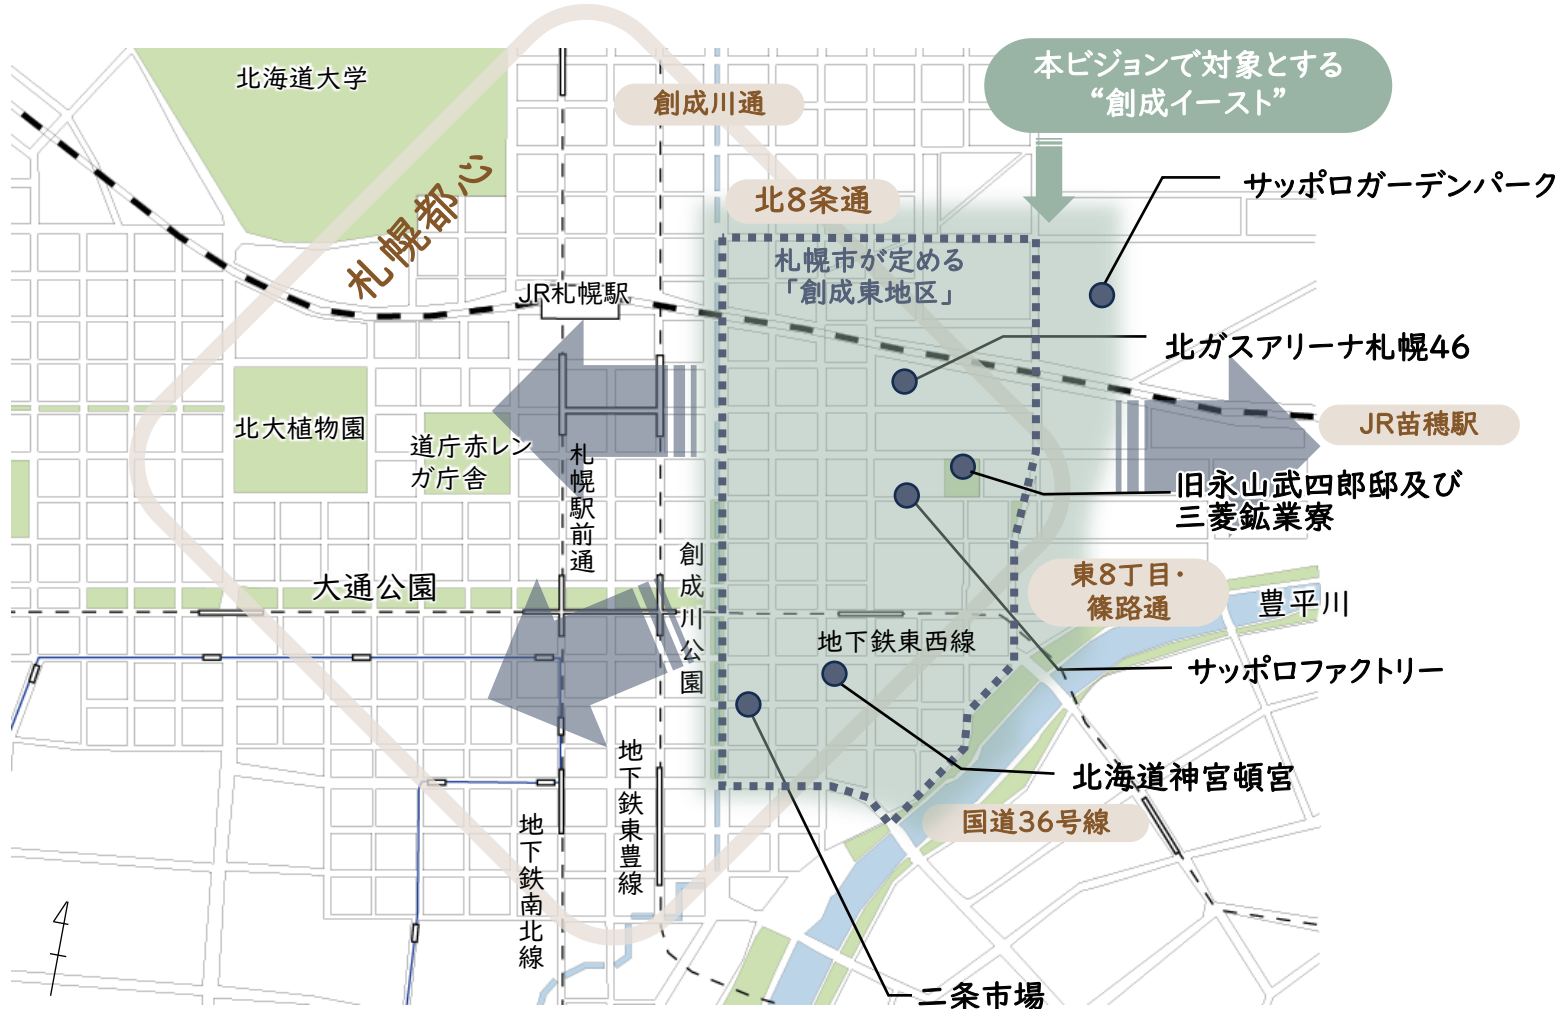 本ビジョンで対象とする
“創成イースト”
北海道大学
創成川通
札幌都心
北8条通
サッポロガーデンパーク
札幌市が定める
「創成東地区」
JR札幌駅
北ガスアリーナ札幌46
JR苗穂駅
北大植物園
道庁赤レン
ガ庁舎
札幌駅前通
旧永山武四郎邸及び
三菱鉱業寮
創成川公園
大通公園
東8丁目・
篠路通
豊平川
地下鉄東西線
サッポロファクトリー
地下鉄東豊線
北海道神宮頓宮
国道36号線
地下鉄南北線
二条市場